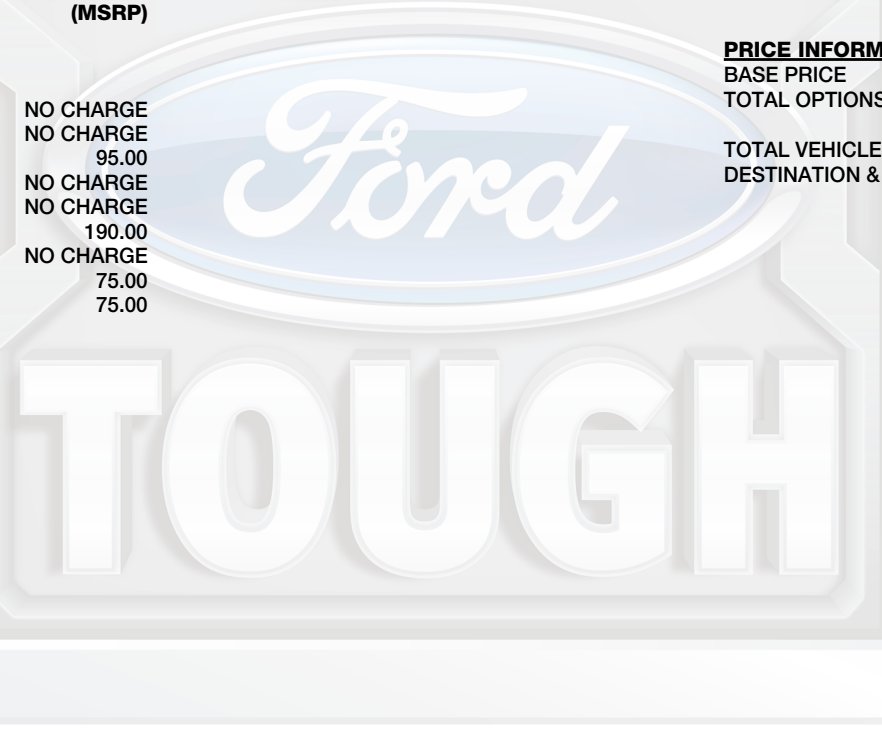 (MSRP)
NO CHARGE
NO CHARGE
95.00
NO CHARGE
NO CHARGE
190.00
NO CHARGE
75.00
75.00
PRICE INFORM
BASE PRICE
TOTAL OPTIONS
TOTAL VEHICLE
DESTINATION &
Ford
TOUGH